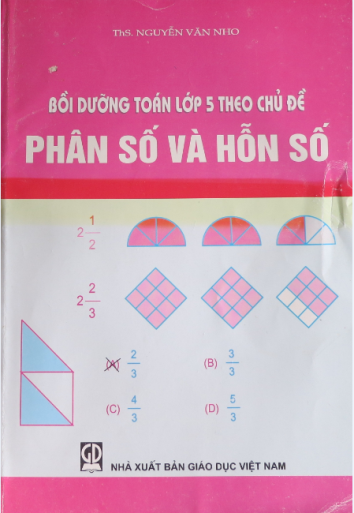 ThS. NGUYỄN VĂN NHO
BỒI DƯỠNG TOÁN LỚP 5 THEO CHỦ ĐỀ
PHÂN SỐ VÀ HỖN SỐ
2 1/2
2 2/3
(A) 2/3
(B) 3/3
(C) 4/3
(D) 5/3
GD
NHÀ XUẤT BẢN GIÁO DỤC VIỆT NAM